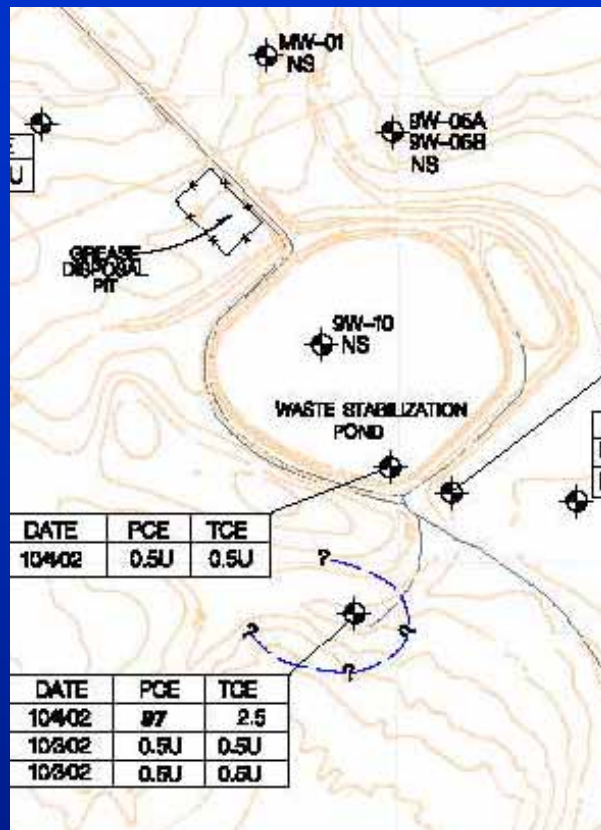 MW-01
NS
9W-05A
9W-05B
NS
GREASE
DISPOSAL
PIT
9W-10
NS
WASTE STABILIZATION
POND
DATE PCE TCE
10/4/02 0.5U 0.5U
?
?
?
?
DATE PCE TCE
10/4/02 97 2.5
10/3/02 0.5U 0.5U
10/3/02 0.5U 0.5U